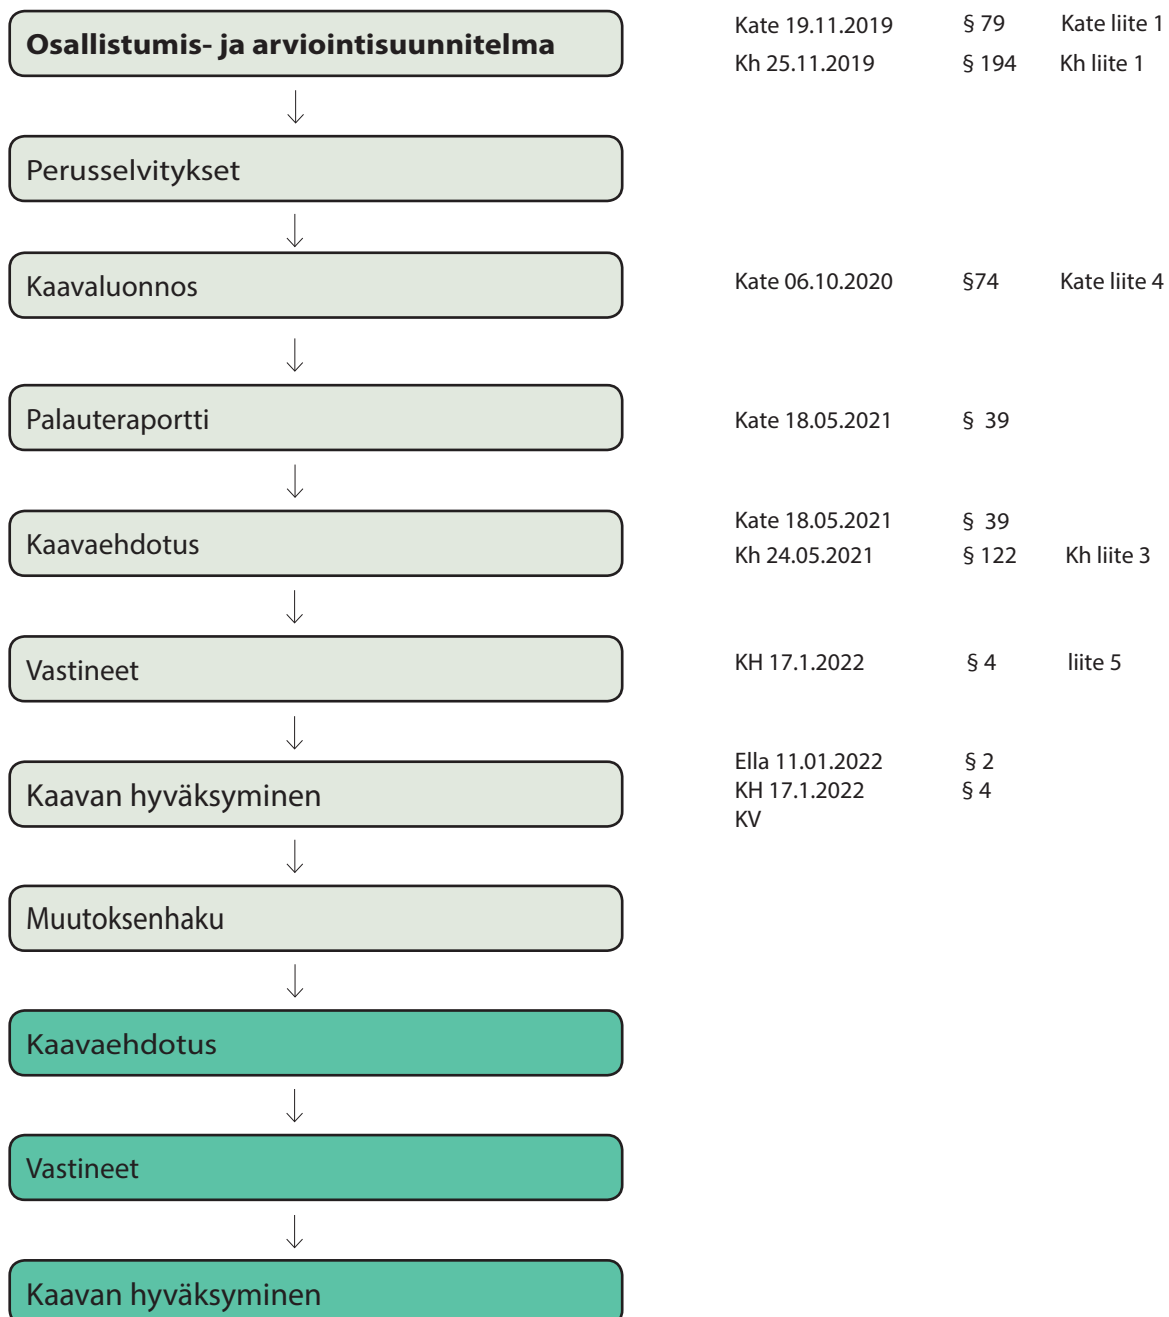 Osallistumis- ja arviointisuunnitelma
Kate 19.11.2019 § 79 Kate liite 1
Kh 25.11.2019 § 194 Kh liite 1
Perusselvitykset
Kaavaluonnos
Kate 06.10.2020 §74 Kate liite 4
Palauteraportti
Kate 18.05.2021 § 39
Kaavaehdotus
Kate 18.05.2021 § 39
Kh 24.05.2021 § 122 Kh liite 3
Vastineet
KH 17.1.2022 § 4 liite 5
Kaavan hyväksyminen
Ella 11.01.2022 § 2
KH 17.1.2022 § 4
KV
Muutoksenhaku
Kaavaehdotus
Vastineet
Kaavan hyväksyminen